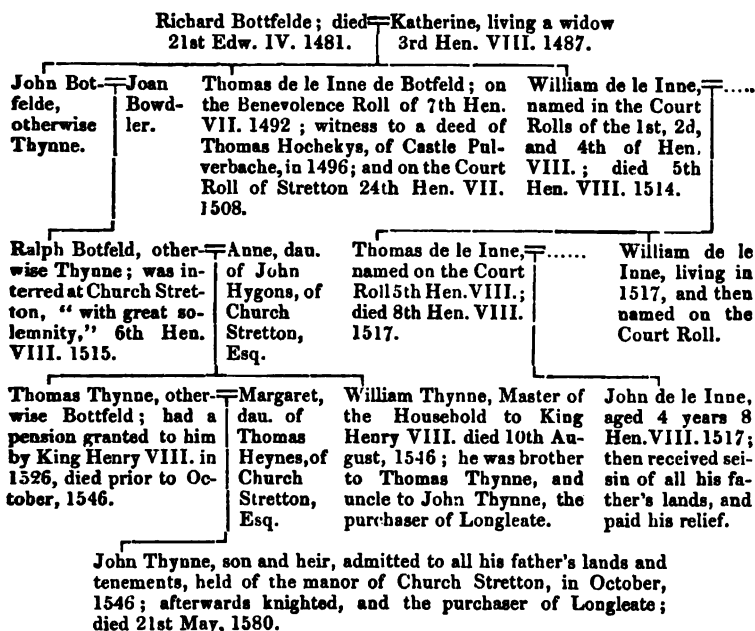 Richard Bottfelde; died
21st Edw. IV. 1481.
Katherine, living a widow
3rd Hen. VIII. 1487.
John Bot-
felde,
otherwise
Thynne.
Joan
Bowd-
ler.
Thomas de le Inne de Botfeld; on
the Benevolence Roll of 7th Hen.
VII. 1492; witness to a deed of
Thomas Hochekys, of Castle Pul-
verbache, in 1496; and on the Court
Roll of Stretton 24th Hen. VII.
1508.
William de le Inne,
named in the Court
Rolls of the 1st, 2d,
and 4th of Hen.
VIII.; died 5th
Hen. VIII. 1514.
.....
Ralph Botfeld, other-
wise Thynne; was in-
terred at Church Stret-
ton, "with great so-
lemnity," 6th Hen.
VIII. 1515.
Anne, dau.
of John
Hygons, of
Church
Stretton,
Esq.
Thomas de le Inne,
named on the Court
Roll 5th Hen. VIII.;
died 8th Hen. VIII.
1517.
......
William de le
Inne, living in
1517, and then
named on the
Court Roll.
Thomas Thynne, other-
wise Bottfeld; had a
pension granted to him
by King Henry VIII. in
1526, died prior to Oc-
tober, 1546.
Margaret,
dau. of
Thomas
Heynes, of
Church
Stretton,
Esq.
William Thynne, Master of
the Household to King
Henry VIII. died 10th Au-
gust, 1546; he was brother
to Thomas Thynne, and
uncle to John Thynne, the
purchaser of Longleate.
John de le Inne,
aged 4 years 8
Hen. VIII. 1517;
then received sei-
sin of all his fa-
ther's lands, and
paid his relief.
John Thynne, son and heir, admitted to all his father's lands and
tenements, held of the manor of Church Stretton, in October,
1546; afterwards knighted, and the purchaser of Longleate;
died 21st May, 1580.